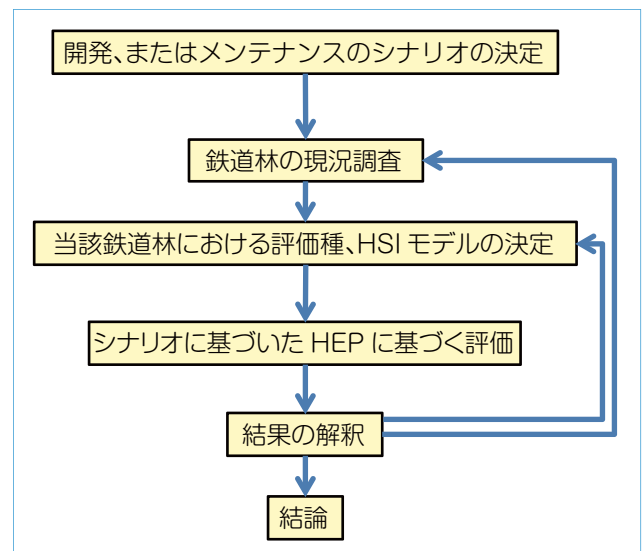 開発、またはメンテナンスのシナリオの決定
鉄道林の現況調査
当該鉄道林における評価種、HSI モデルの決定
シナリオに基づいた HEP に基づく評価
結果の解釈
結論